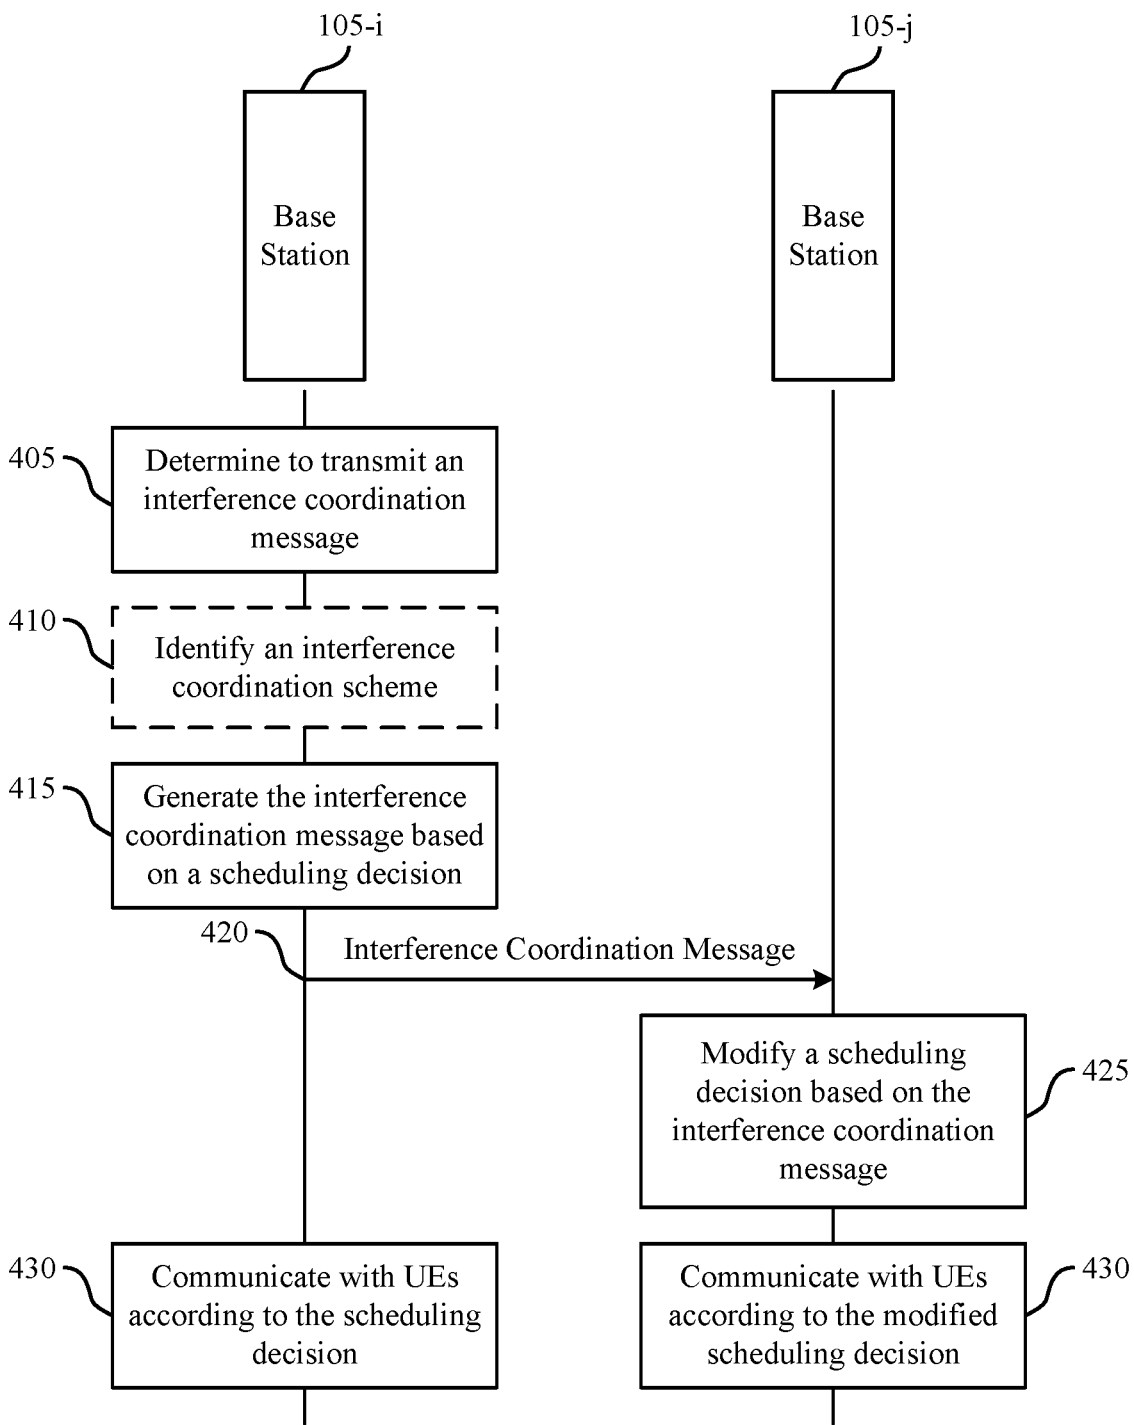 105-i
105-j
Base
Station
Base
Station
405
Determine to transmit an
interference coordination
message
410
Identify an interference
coordination scheme
415
Generate the interference
coordination message based
on a scheduling decision
420
Interference Coordination Message
Modify a scheduling
decision based on the
interference coordination
message
425
430
Communicate with UEs
according to the scheduling
decision
Communicate with UEs
according to the modified
scheduling decision
430